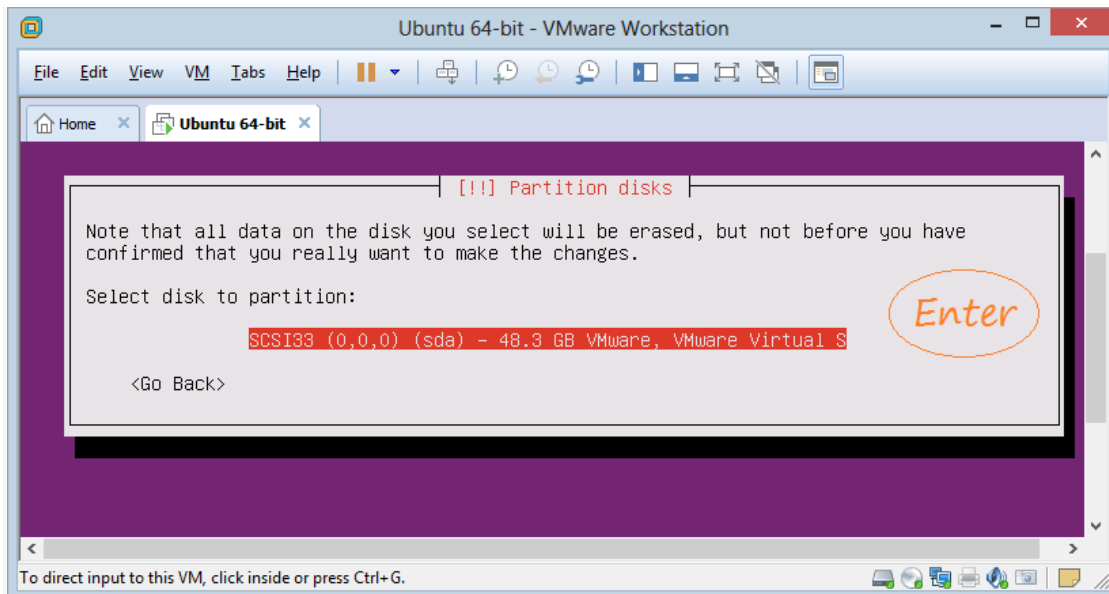 Ubuntu 64-bit - VMware Workstation
File Edit View VM Tabs Help
Home Ubuntu 64-bit
[!!] Partition disks
Note that all data on the disk you select will be erased, but not before you have
confirmed that you really want to make the changes.
Select disk to partition:
Enter
SCSI33 (0,0,0) (sda) - 48.3 GB VMware, VMware Virtual S
<Go Back>
To direct input to this VM, click inside or press Ctrl+G.